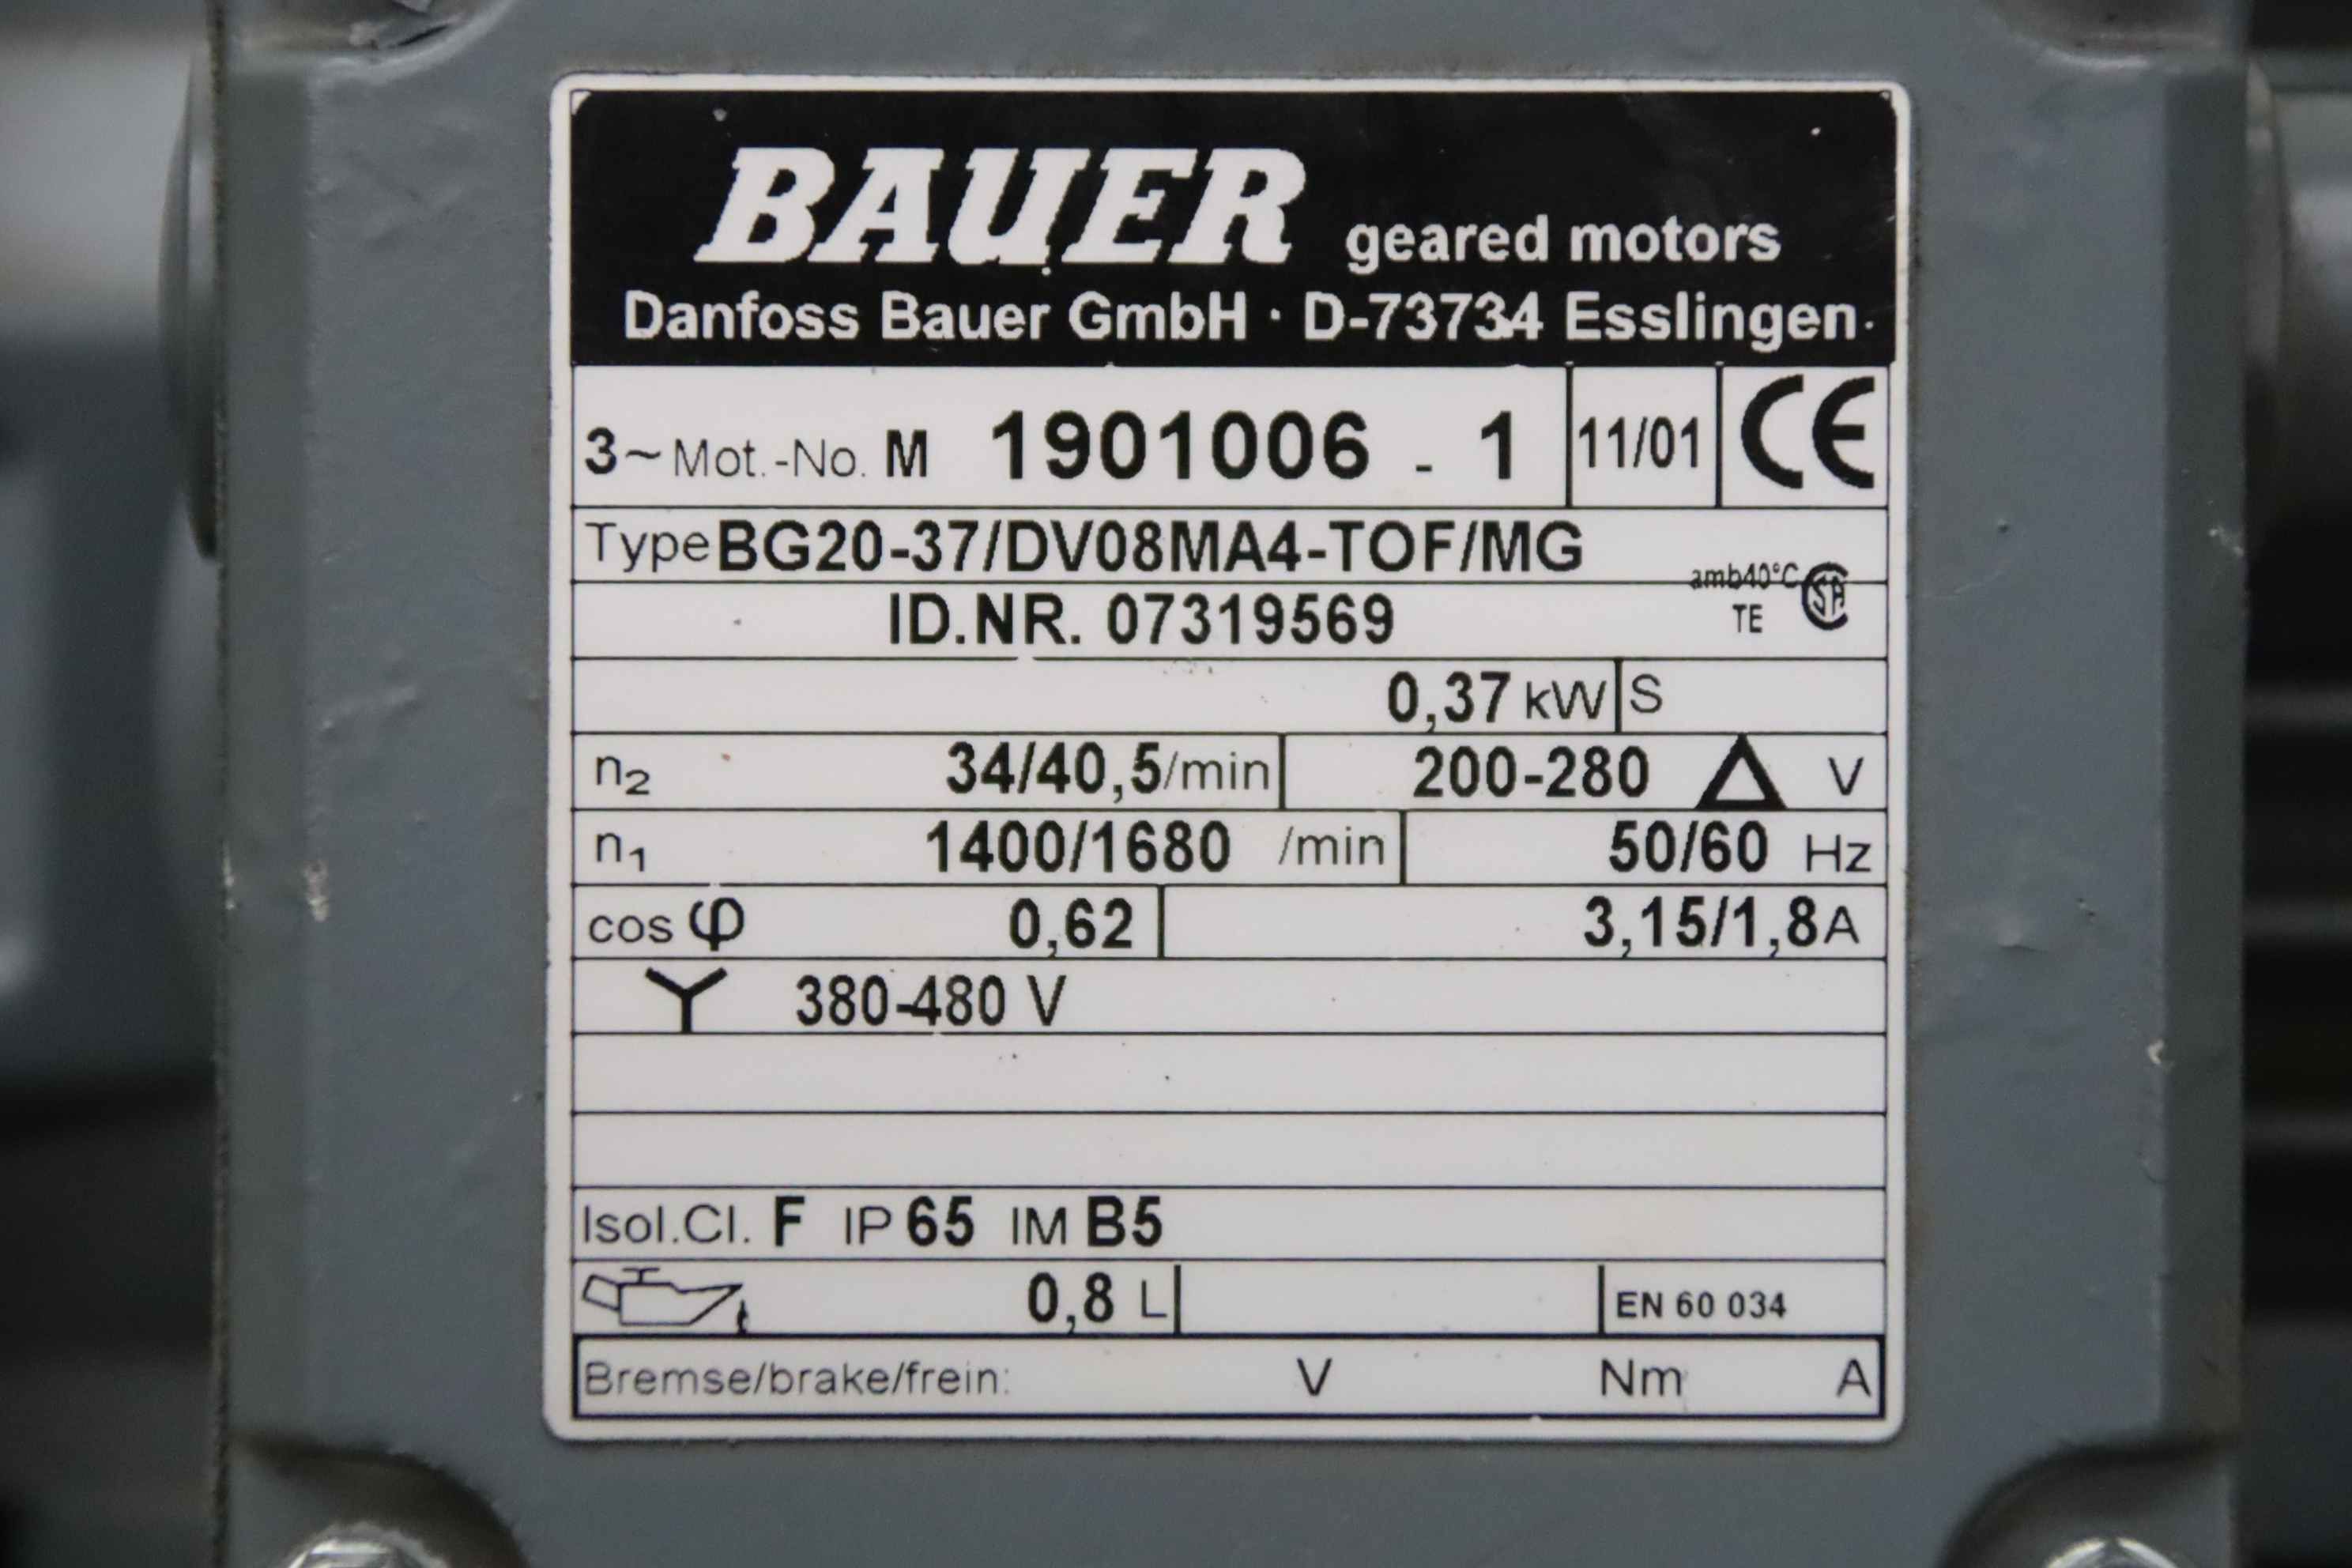 BAUER geared motors
Danfoss Bauer GmbH · D-73734 Esslingen
3~ Mot.-No. M 1901006 - 1 11/01 CE
Type BG20-37/DV08MA4-TOF/MG
amb40°C SA
ID.NR. 07319569 TE
0,37 kW S
n2 34/40,5/min 200-280 Δ V
n1 1400/1680 /min 50/60 Hz
cos φ 0,62 3,15/1,8A
Y 380-480 V
Isol.Cl. F IP 65 IM B5
0,8 L EN 60 034
Bremse/brake/frein: V Nm A